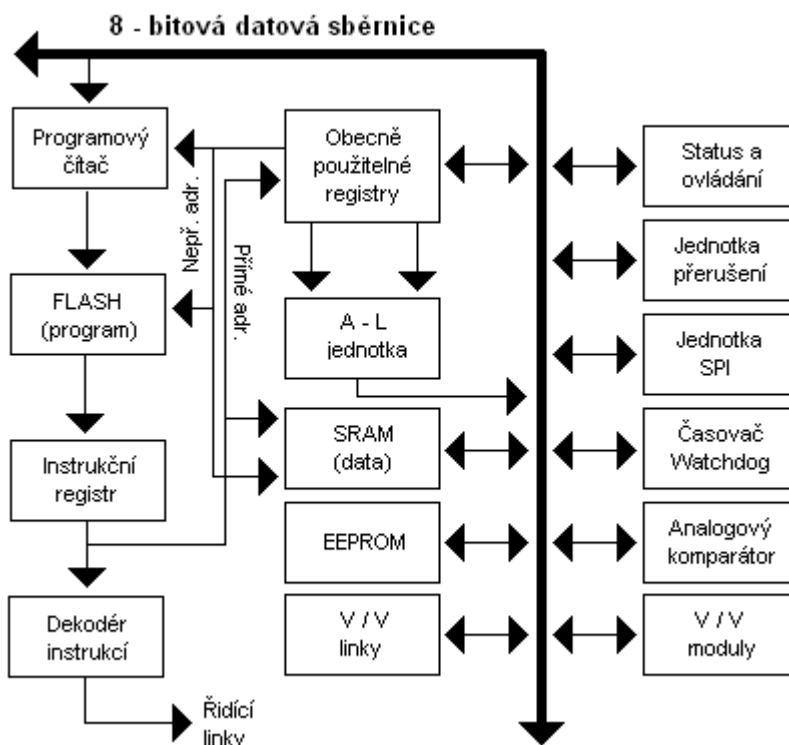 8 - bitová datová sběrnice
Programový
čítač
Obecně
použitelné
registry
Status a
ovládání
Nepř. adr.
Přímé adr.
Jednotka
přerušení
FLASH
(program)
A - L
jednotka
Jednotka
SPI
Instrukční
registr
SRAM
(data)
Časovač
Watchdog
EEPROM
Analogový
komparátor
Dekodér
instrukcí
V / V
linky
V / V
moduly
Řidící
linky